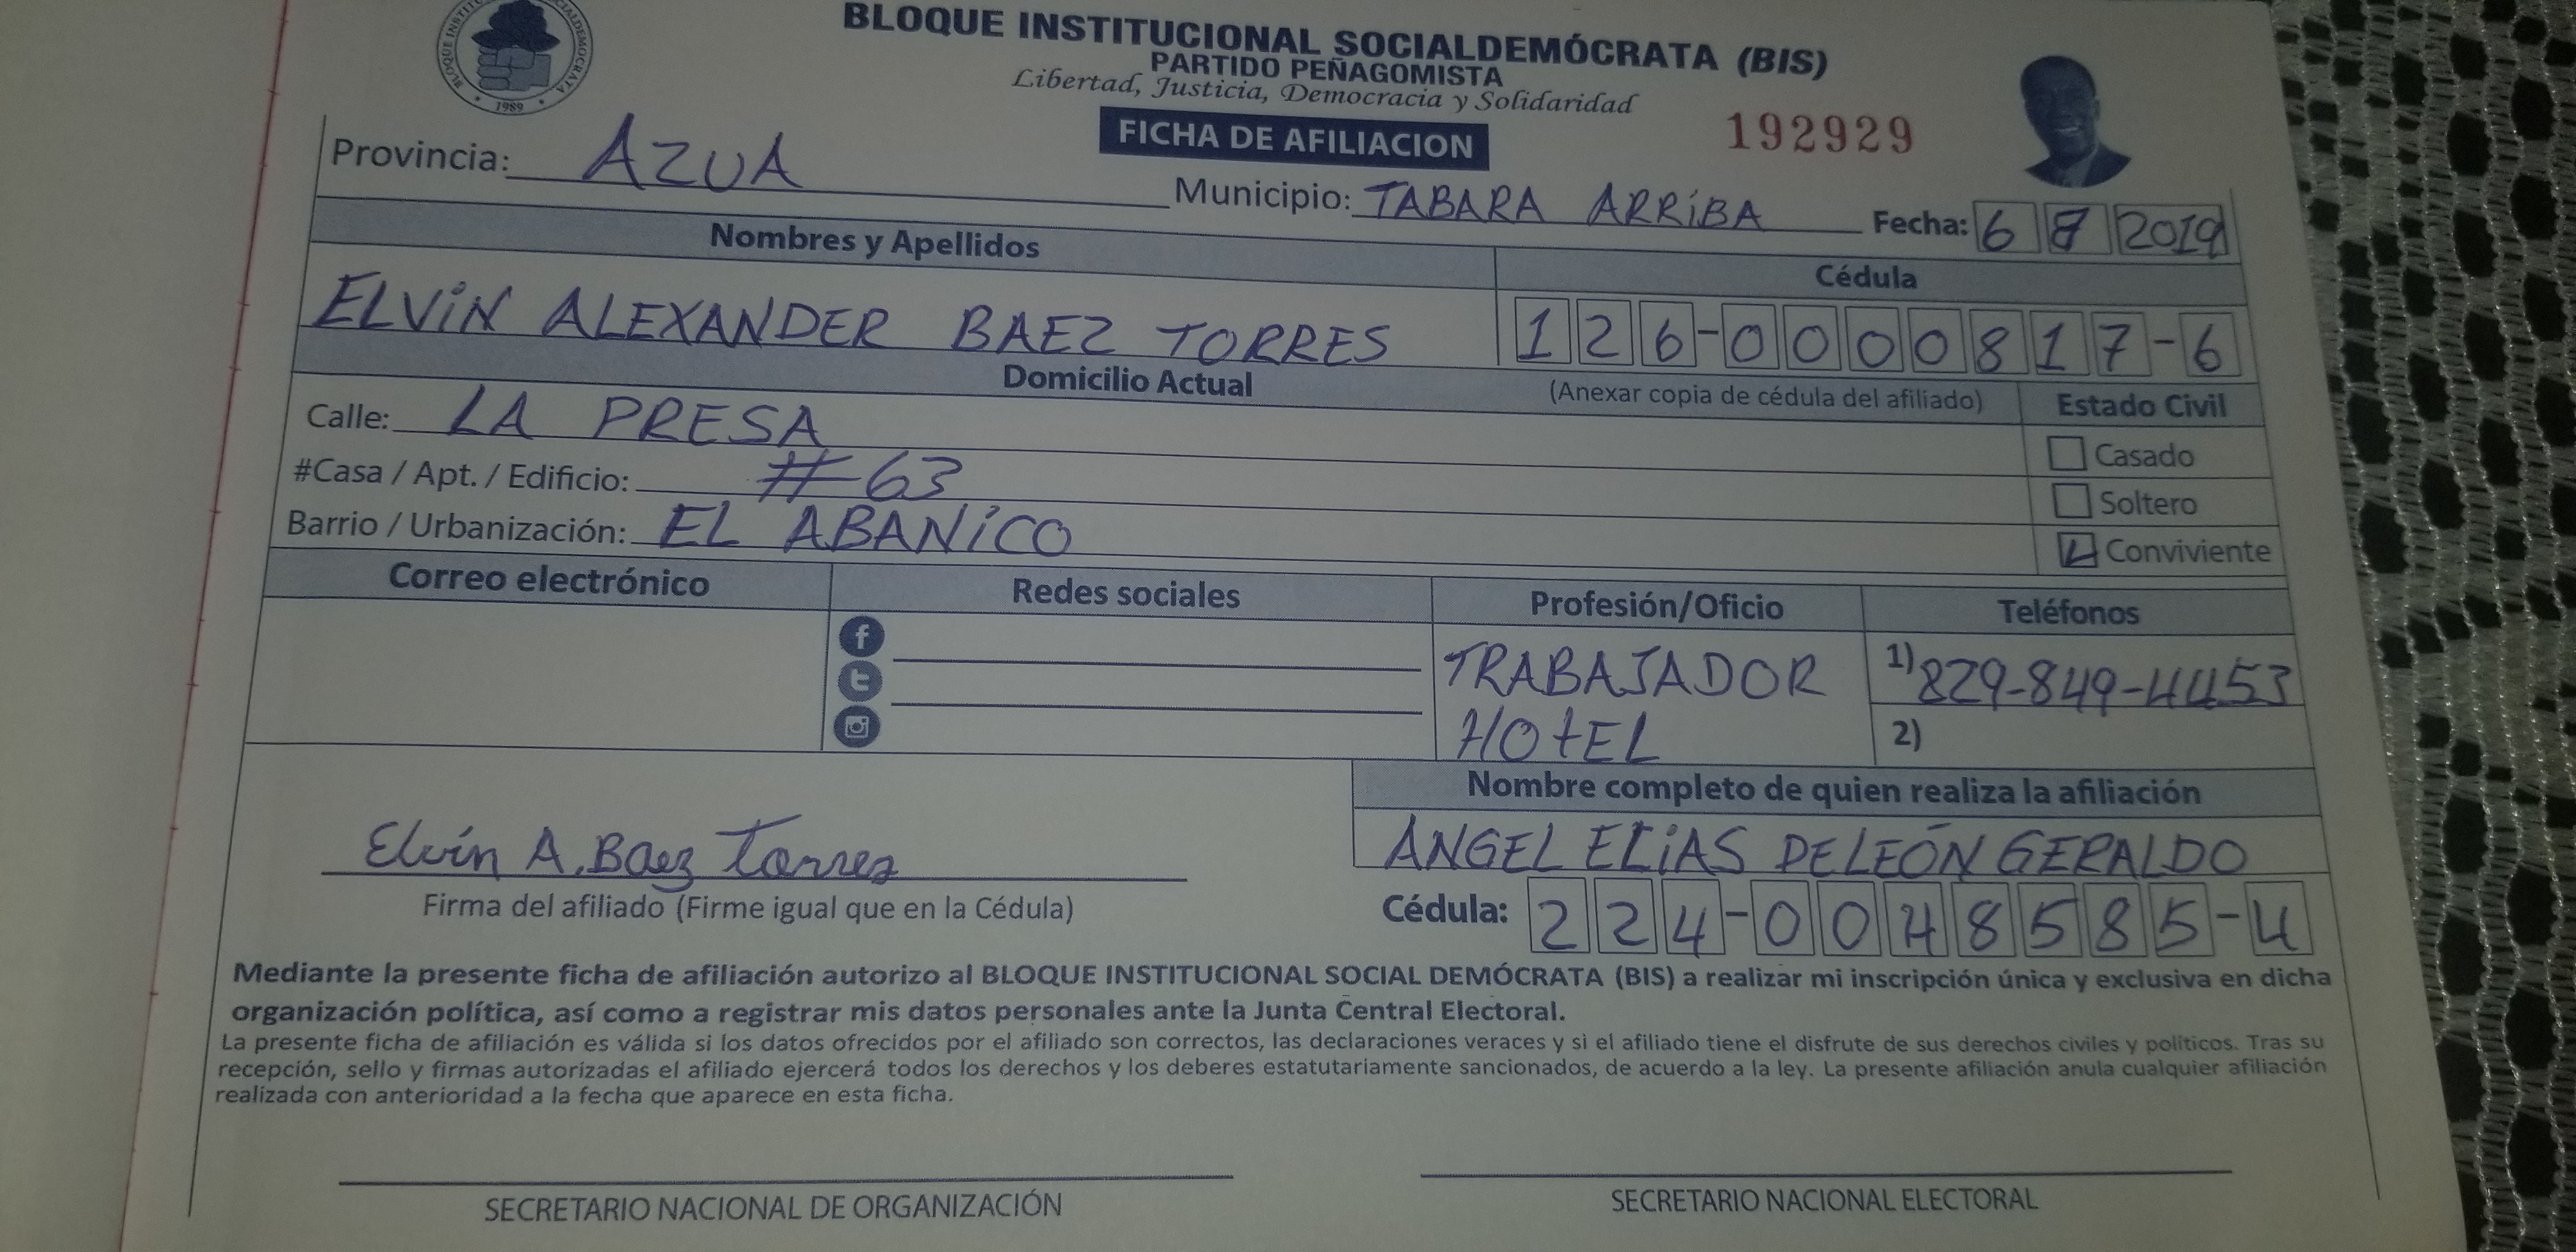 BLOQUE INSTITUCIONAL SOCIALDEMÓCRATA (BIS)
PARTIDO PEÑAGOMISTA
Libertad, Justicia, Democracia y Solidaridad
1989
FICHA DE AFILIACION
192929
Provincia: AZUA
Municipio: TABARA ARRiBA
Fecha: 6 8 2019
Nombres y Apellidos
Cédula
ELViN ALEXANDER BAEZ TORRES
126-0000817-6
Domicilio Actual
(Anexar copia de cédula del afiliado)
Estado Civil
Calle: LA PRESA
Casado
#Casa / Apt. / Edificio: #63
Soltero
Barrio / Urbanización: EL ABANiCO
Conviviente
Correo electrónico
Redes sociales
Profesión/Oficio
Teléfonos
TRABAJADOR
HOtEL
1) 829-849-4453
2)
Nombre completo de quien realiza la afiliación
Elvin A. Baez Torres
ANGEL ELiAS DELEÓN GERALDO
Firma del afiliado (Firme igual que en la Cédula)
Cédula: 224-0048585-4
Mediante la presente ficha de afiliación autorizo al BLOQUE INSTITUCIONAL SOCIAL DEMÓCRATA (BIS) a realizar mi inscripción única y exclusiva en dicha
organización política, así como a registrar mis datos personales ante la Junta Central Electoral.
La presente ficha de afiliación es válida si los datos ofrecidos por el afiliado son correctos, las declaraciones veraces y si el afiliado tiene el disfrute de sus derechos civiles y políticos. Tras su
recepción, sello y firmas autorizadas el afiliado ejercerá todos los derechos y los deberes estatutariamente sancionados, de acuerdo a la ley. La presente afiliación anula cualquier afiliación
realizada con anterioridad a la fecha que aparece en esta ficha.
SECRETARIO NACIONAL DE ORGANIZACIÓN
SECRETARIO NACIONAL ELECTORAL